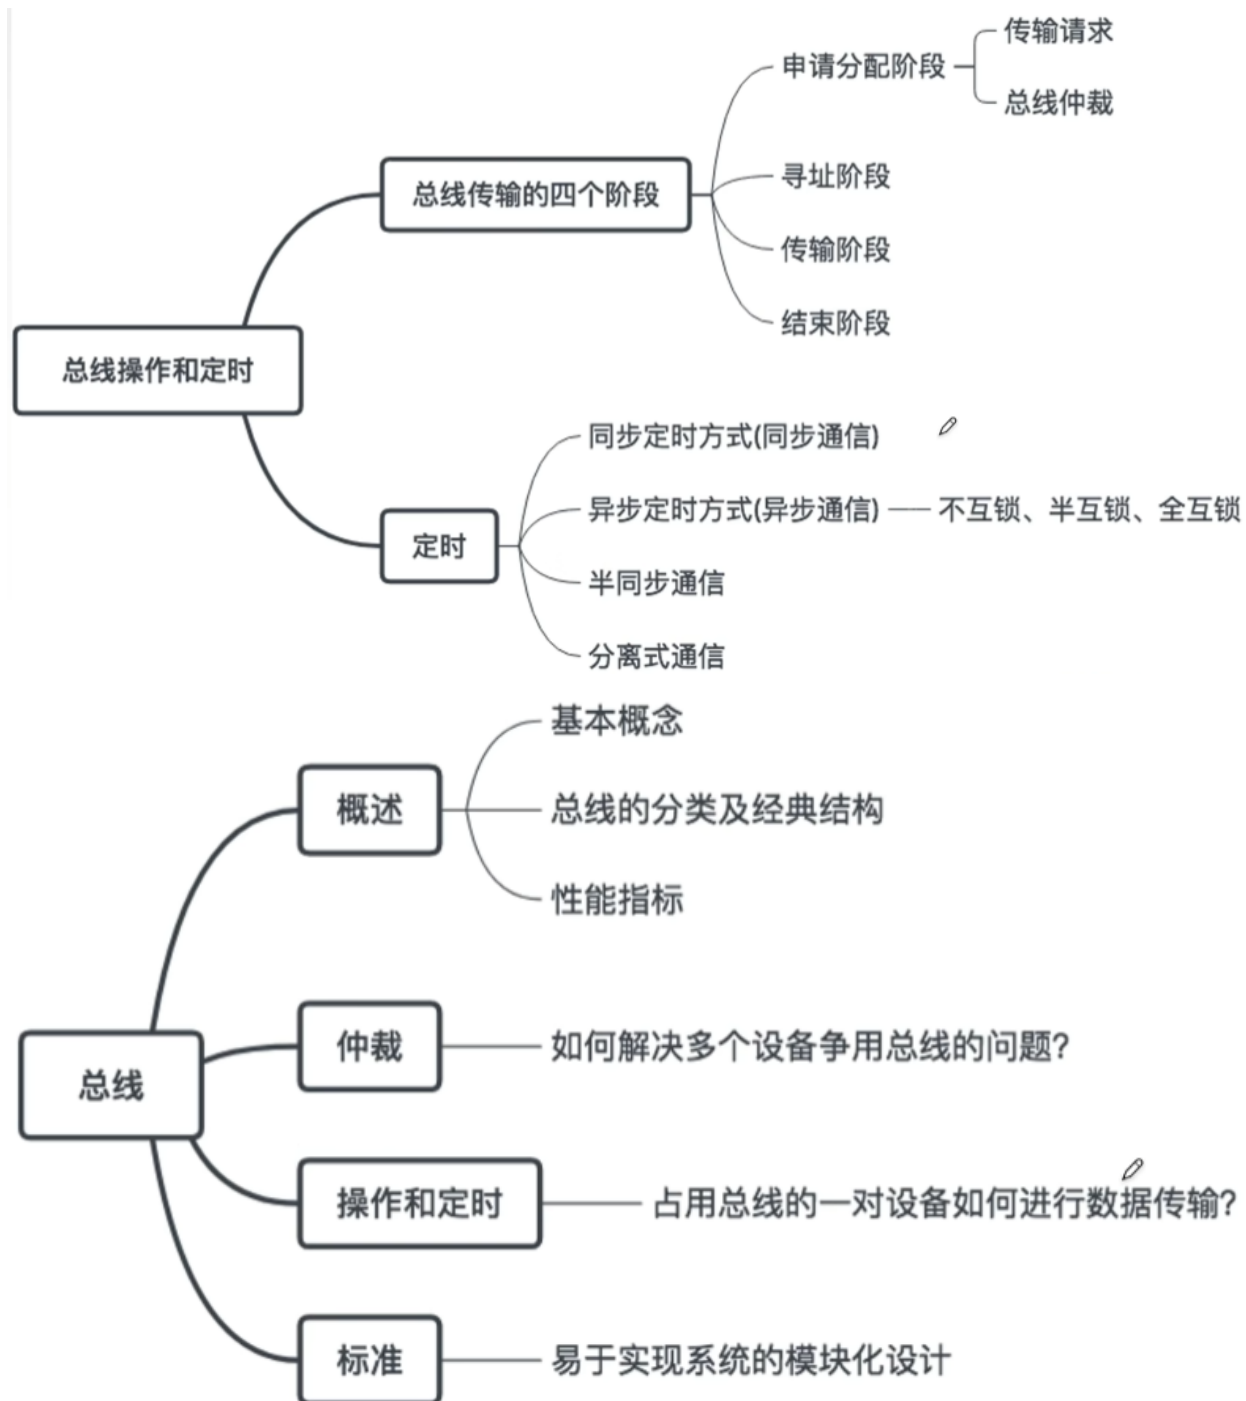 传输请求
申请分配阶段
总线仲裁
寻址阶段
总线传输的四个阶段
传输阶段
结束阶段
总线操作和定时
同步定时方式(同步通信)
异步定时方式(异步通信)
不互锁、半互锁、全互锁
定时
半同步通信
分离式通信
基本概念
概述
总线的分类及经典结构
性能指标
仲裁
如何解决多个设备争用总线的问题?
总线
操作和定时
占用总线的一对设备如何进行数据传输?
标准
易于实现系统的模块化设计